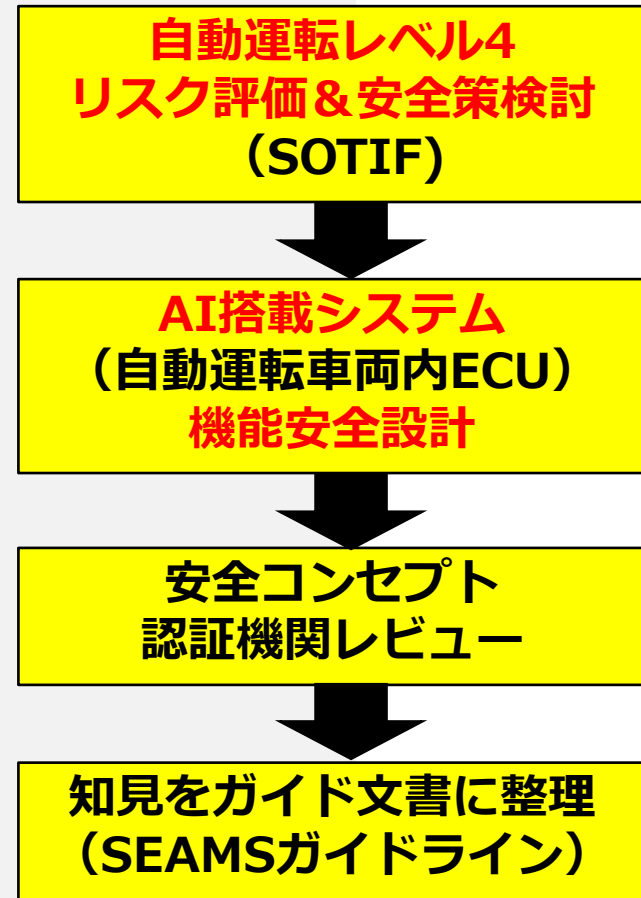 自動運転レベル4
リスク評価＆安全策検討
（SOTIF)
AI搭載システム
（自動運転車両内ECU）
機能安全設計
安全コンセプト
認証機関レビュー
知見をガイド文書に整理
（SEAMSガイドライン）